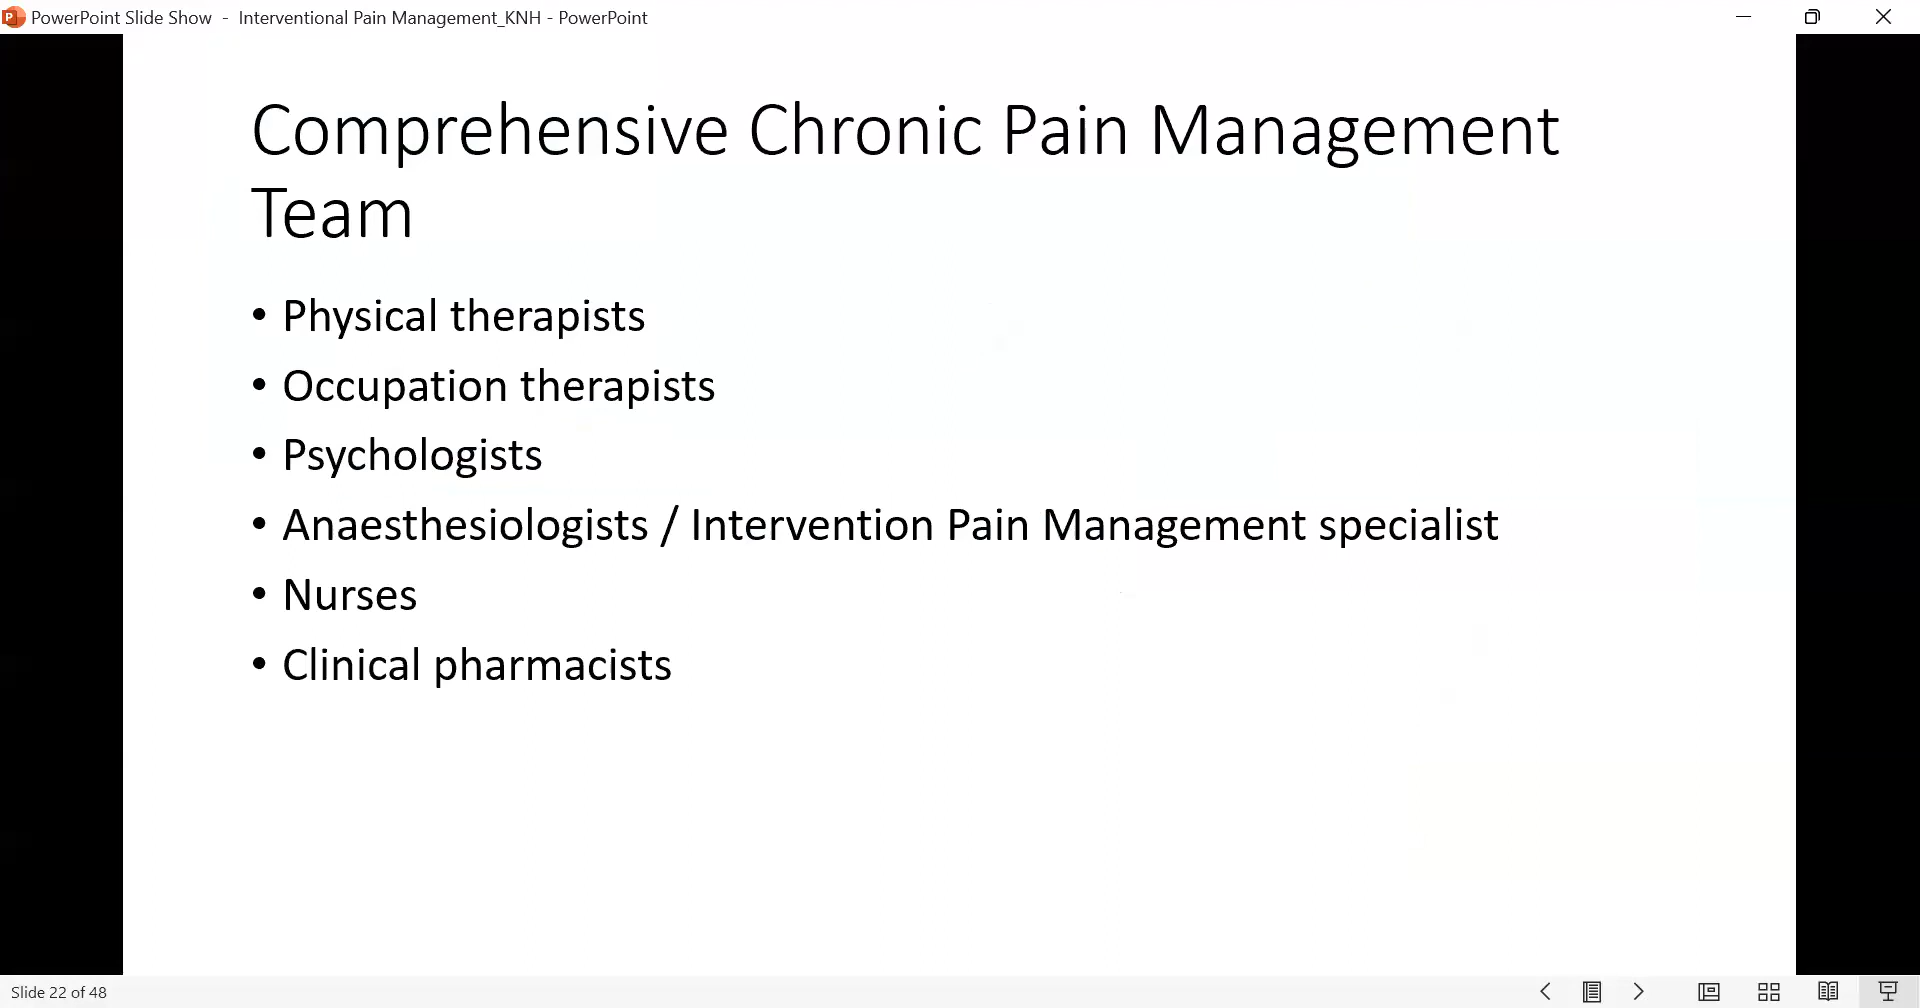 PowerPoint Slide Show - Interventional Pain Management_KNH - PowerPoint
Comprehensive Chronic Pain Management
Team
• Physical therapists
• Occupation therapists
• Psychologists
• Anaesthesiologists / Intervention Pain Management specialist
• Nurses
• Clinical pharmacists
Slide 22 of 48